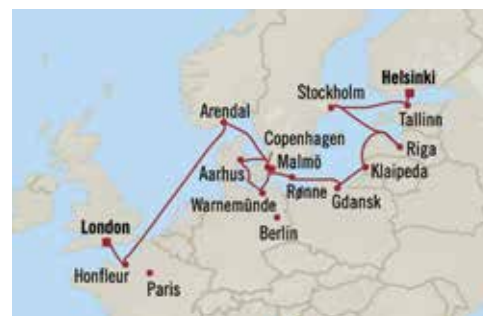 Helsinki
Stockholm
Arendal
Tallinn
Copenhagen
Riga
Malmö
Aarhus
Klaipeda
Rønne
Warnemünde
Gdansk
London
Berlin
Honfleur
Paris